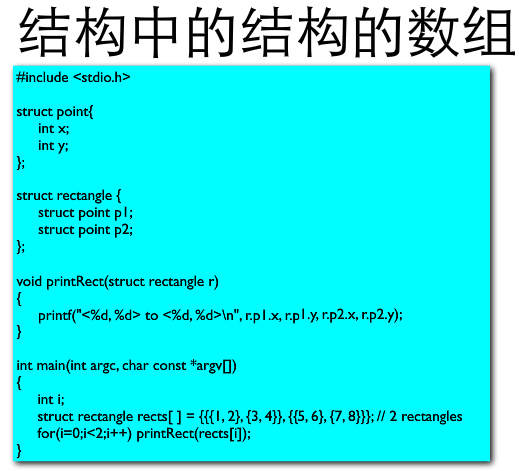 结构中的结构的数组
#include <stdio.h>
struct point{
int x;
int y;
};
struct rectangle {
struct point p1;
struct point p2;
};
void printRect(struct rectangle r)
{
printf("<%d, %d> to <%d, %d>\n", r.p1.x, r.p1.y, r.p2.x, r.p2.y);
}
int main(int argc, char const *argv[])
{
int i;
struct rectangle rects[ ] = {{{1, 2}, {3, 4}}, {{5, 6}, {7, 8}}}; // 2 rectangles
for(i=0;i<2;i++) printRect(rects[i]);
}